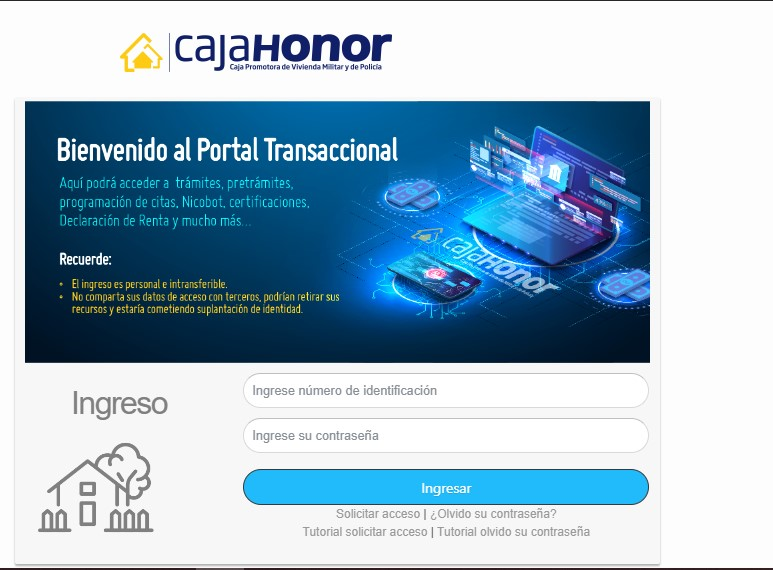 cajaHonor
Caja Promotora de Vivienda Militar y de Policía
Bienvenido al Portal Transaccional
Aquí podrá acceder a trámites, pretrámites,
programación de citas, Nicobot, certificaciones,
Declaración de Renta y mucho más...
Recuerde:
• El ingreso es personal e intransferible.
• No comparta sus datos de acceso con terceros, podrían retirar sus
recursos y estaría cometiendo suplantación de identidad.
cajaHonor
Ingreso
Ingrese número de identificación
Ingrese su contraseña
Ingresar
Solicitar acceso | ¿Olvido su contraseña?
Tutorial solicitar acceso | Tutorial olvido su contraseña